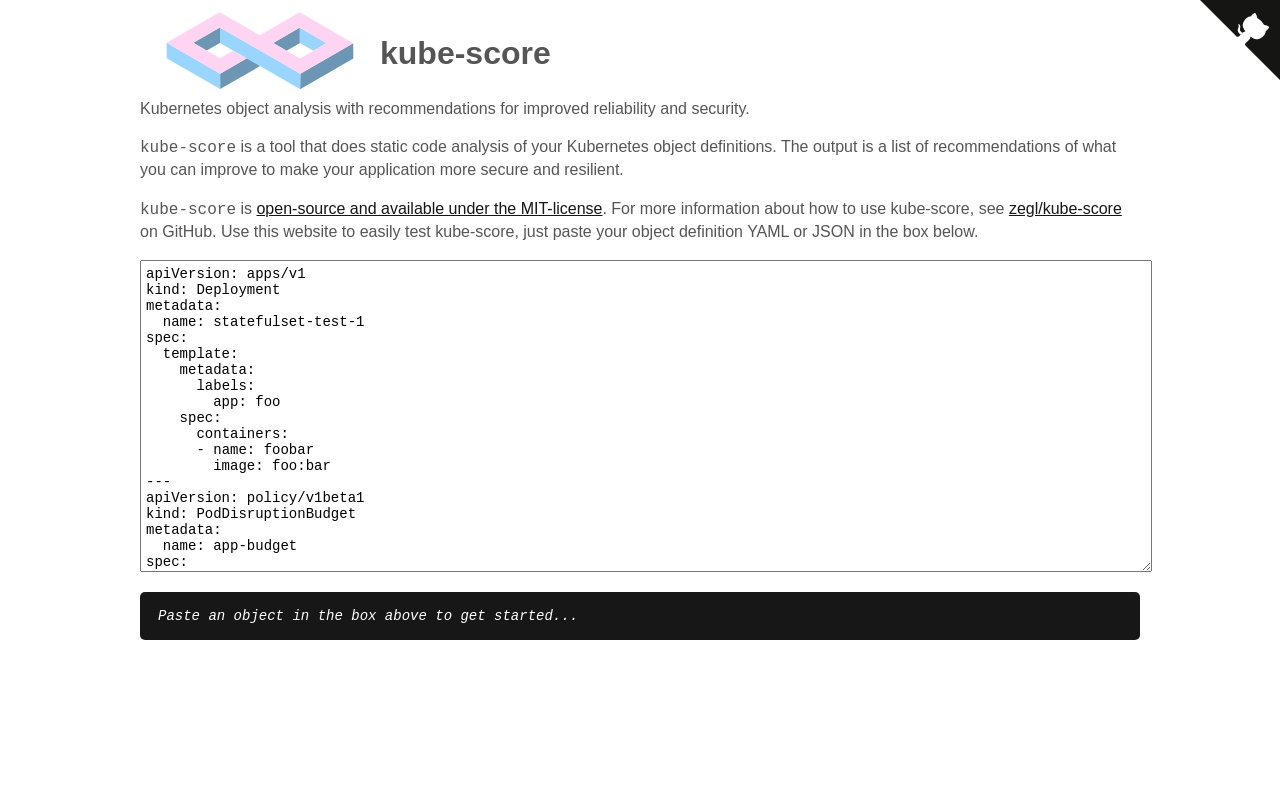 kube-score
Kubernetes object analysis with recommendations for improved reliability and security.
kube-score is a tool that does static code analysis of your Kubernetes object definitions. The output is a list of recommendations of what
you can improve to make your application more secure and resilient.
kube-score is open-source and available under the MIT-license. For more information about how to use kube-score, see zegl/kube-score
on GitHub. Use this website to easily test kube-score, just paste your object definition YAML or JSON in the box below.
apiVersion: apps/v1
kind: Deployment
metadata:
  name: statefulset-test-1
spec:
  template:
    metadata:
      labels:
        app: foo
    spec:
      containers:
      - name: foobar
        image: foo:bar
---
apiVersion: policy/v1beta1
kind: PodDisruptionBudget
metadata:
  name: app-budget
spec:
Paste an object in the box above to get started...